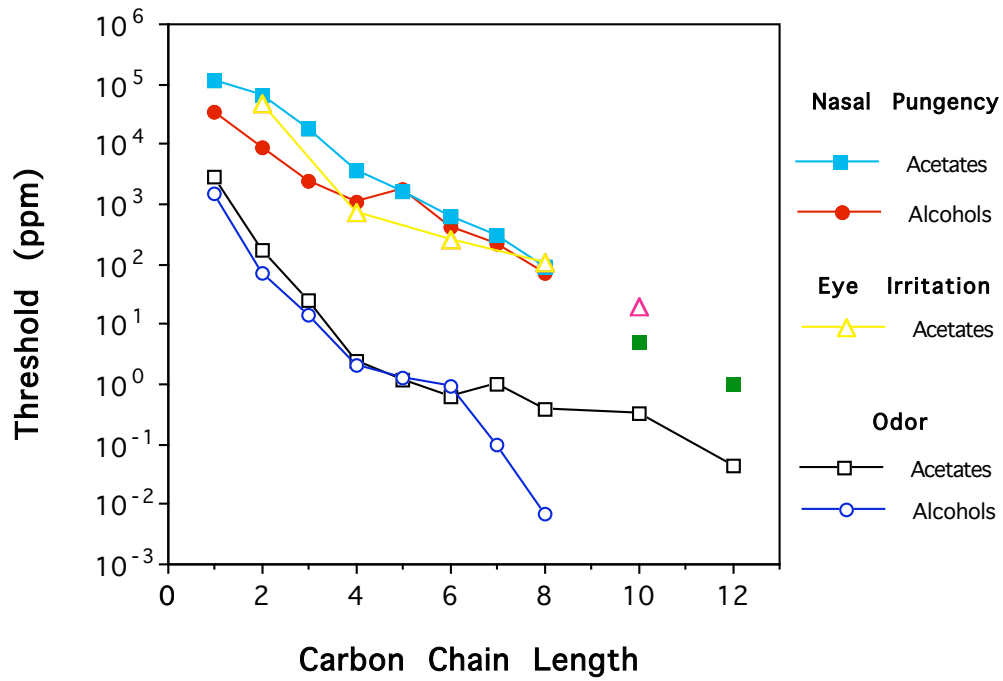 Threshold (ppm)
10^6
10^5
10^4
10^3
10^2
10^1
10^0
10^-1
10^-2
10^-3
0 2 4 6 8 10 12
Carbon Chain Length
Nasal Pungency
Acetates
Alcohols
Eye Irritation
Acetates
Odor
Acetates
Alcohols